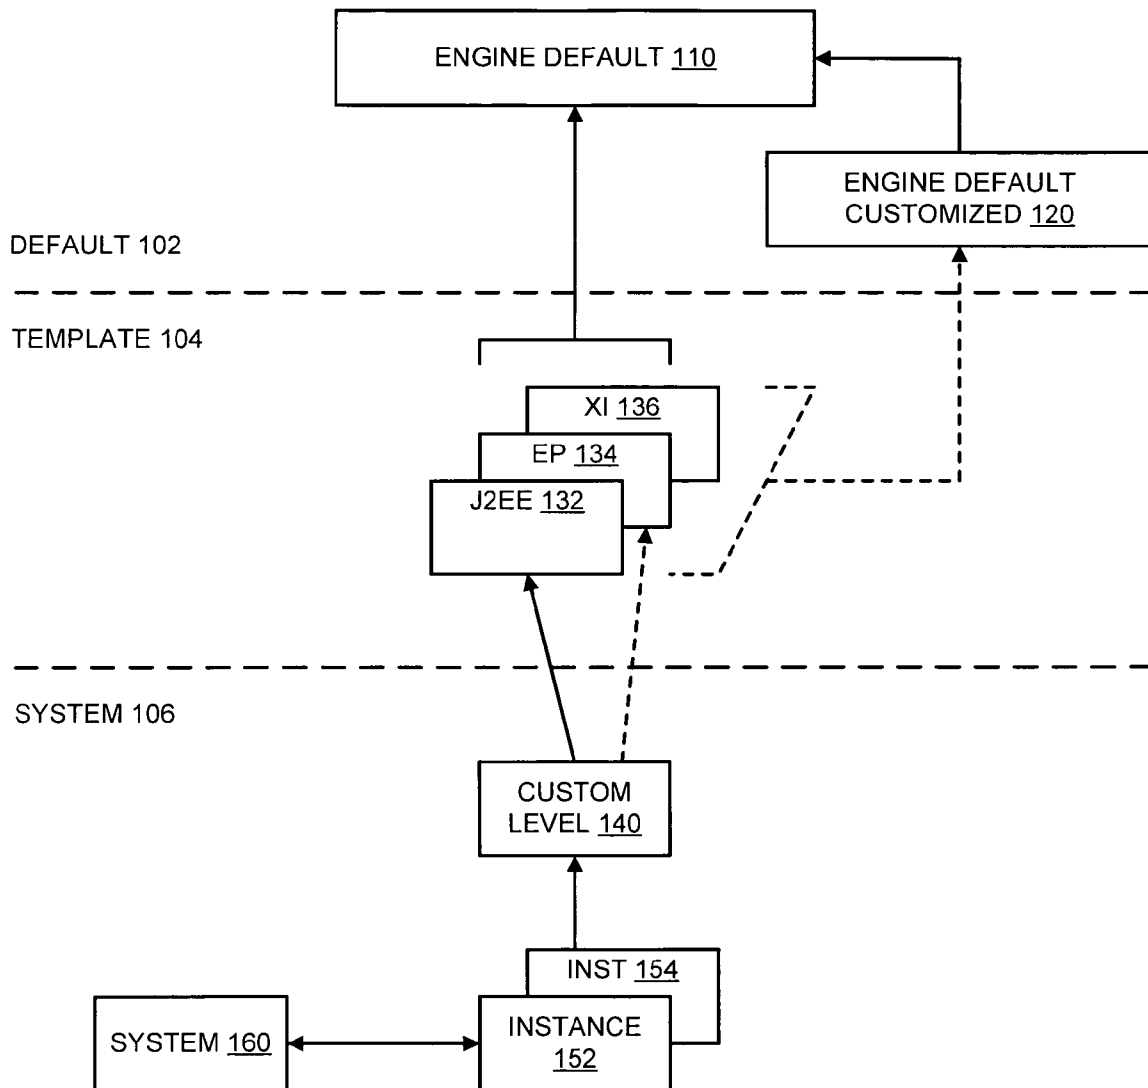 ENGINE DEFAULT 110
ENGINE DEFAULT
CUSTOMIZED 120
DEFAULT 102
TEMPLATE 104
XI 136
EP 134
J2EE 132
SYSTEM 106
CUSTOM
LEVEL 140
INST 154
INSTANCE
152
SYSTEM 160